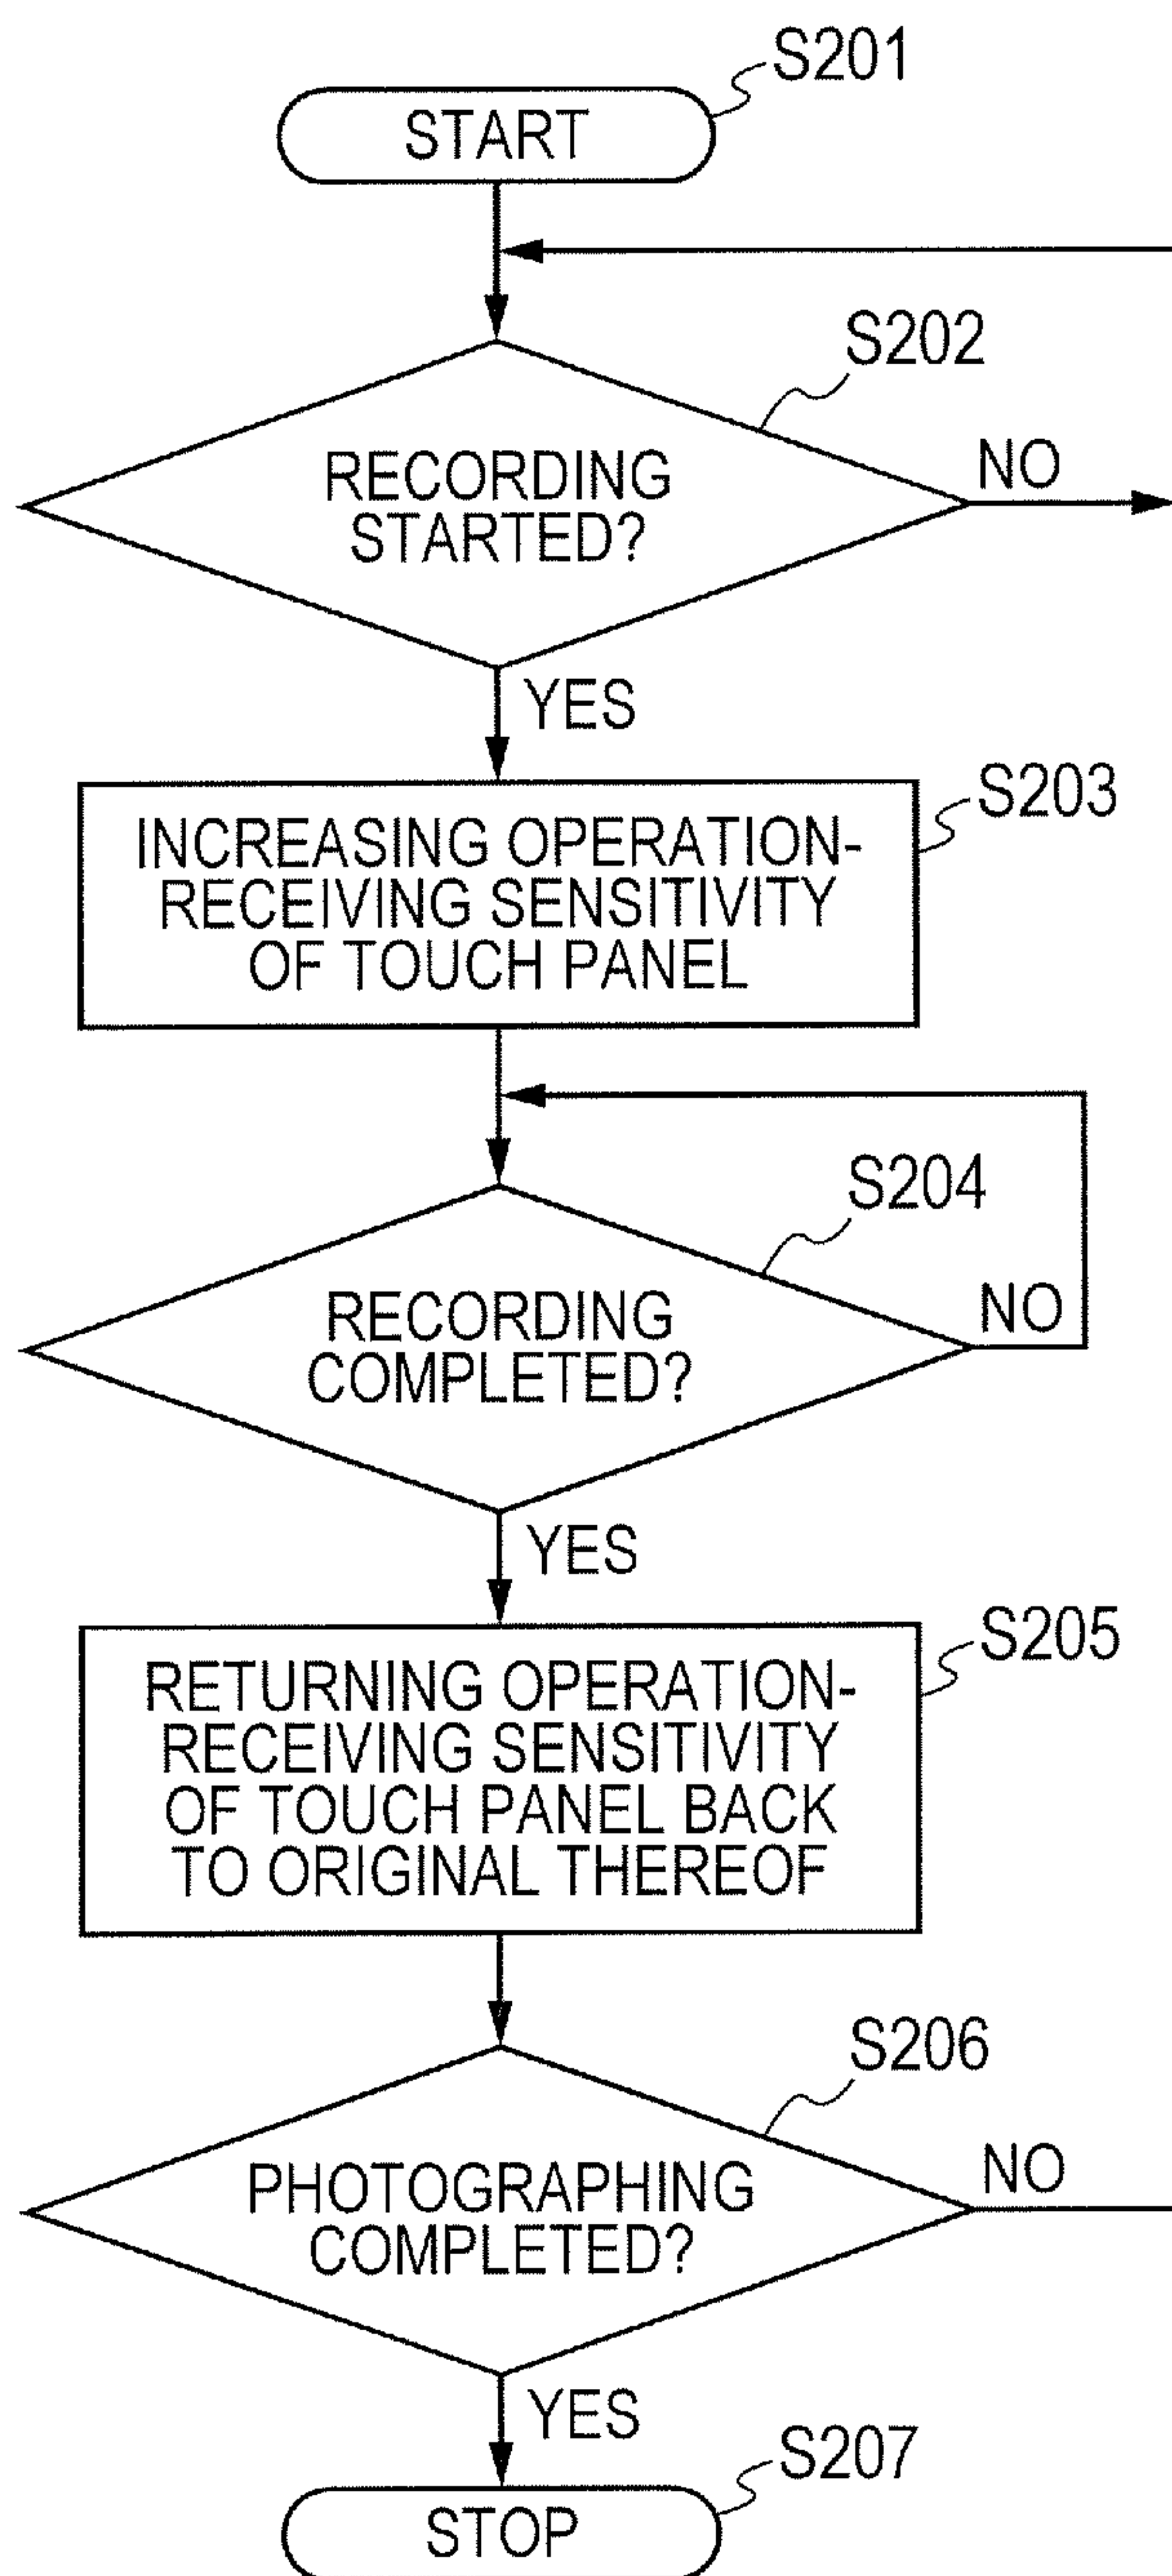 S201
START
S202
RECORDING
STARTED?
NO
YES
S203
INCREASING OPERATION-
RECEIVING SENSITIVITY
OF TOUCH PANEL
S204
RECORDING
COMPLETED?
NO
YES
S205
RETURNING OPERATION-
RECEIVING SENSITIVITY
OF TOUCH PANEL BACK
TO ORIGINAL THEREOF
S206
PHOTOGRAPHING
COMPLETED?
NO
YES
S207
STOP